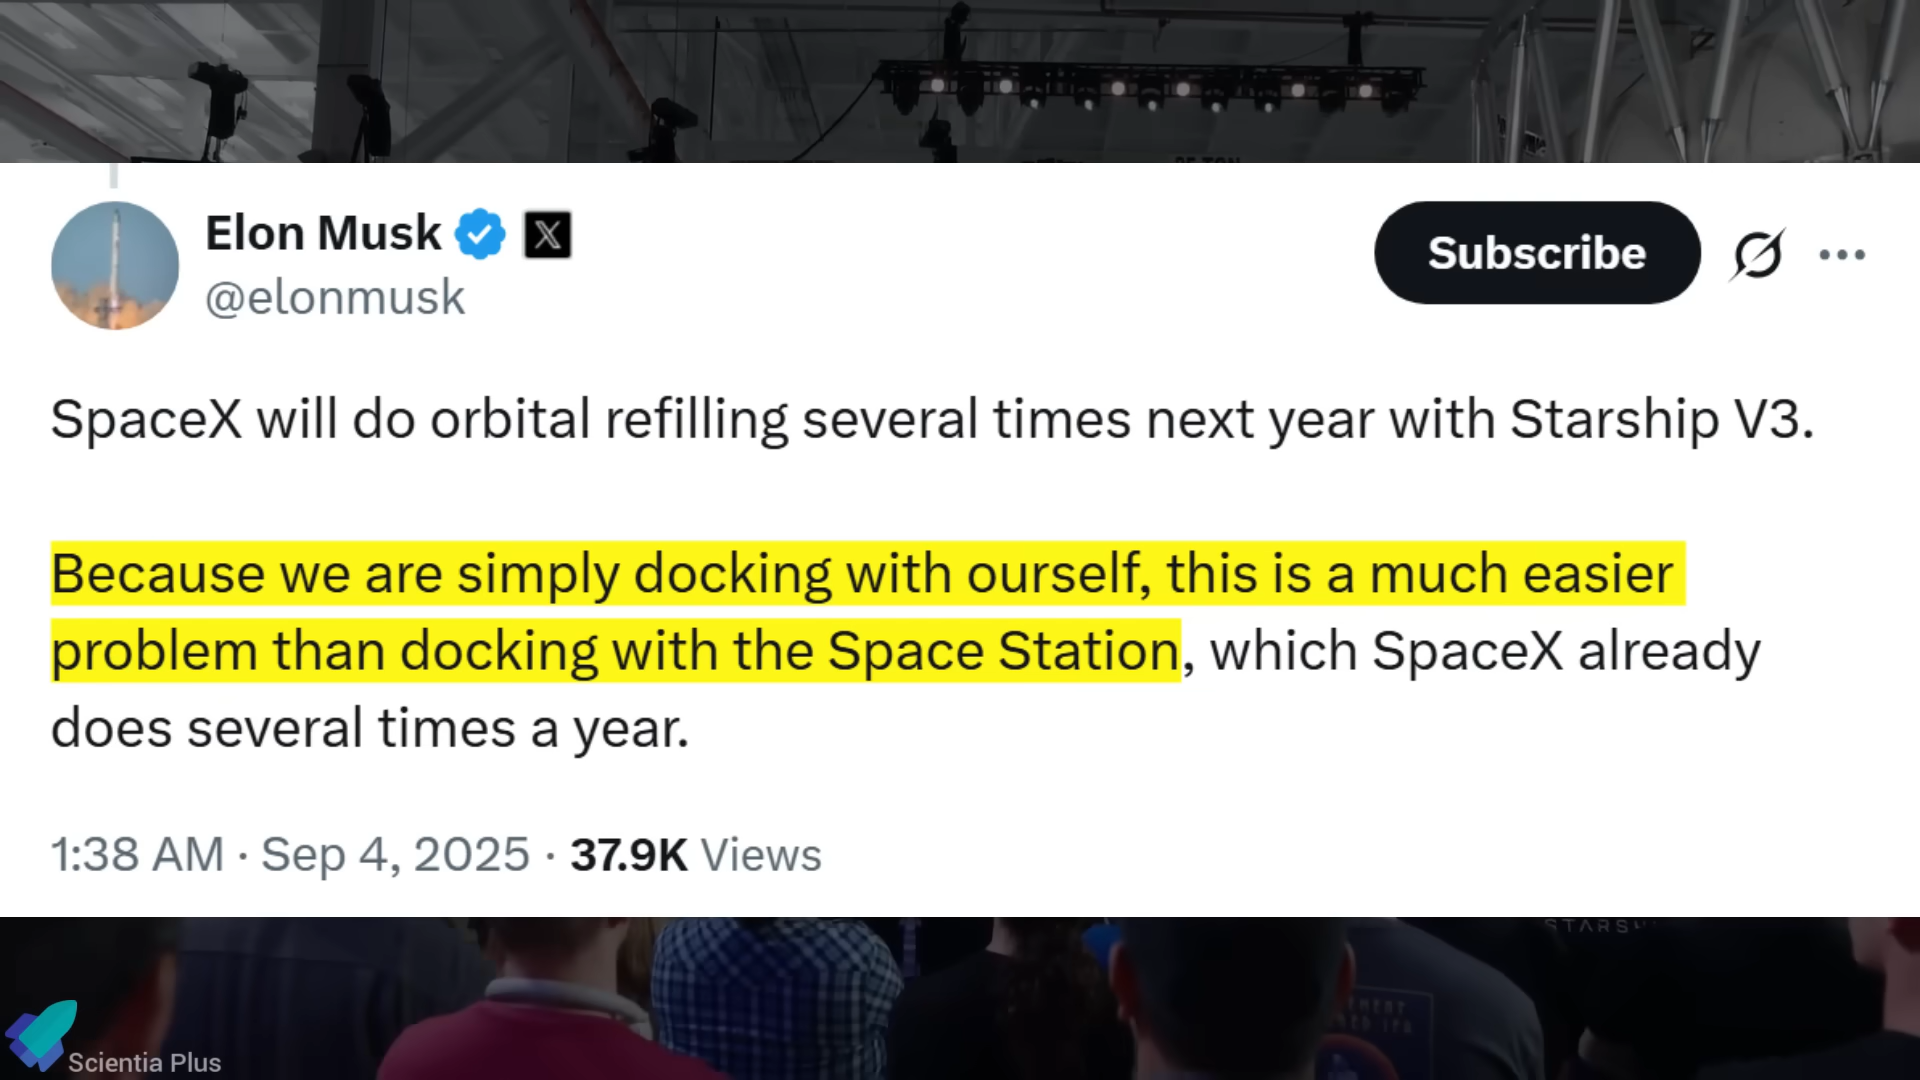 Elon Musk
@elonmusk
Subscribe
SpaceX will do orbital refilling several times next year with Starship V3.
Because we are simply docking with ourself, this is a much easier
problem than docking with the Space Station, which SpaceX already
does several times a year.
1:38 AM · Sep 4, 2025 · 37.9K Views
Scientia Plus